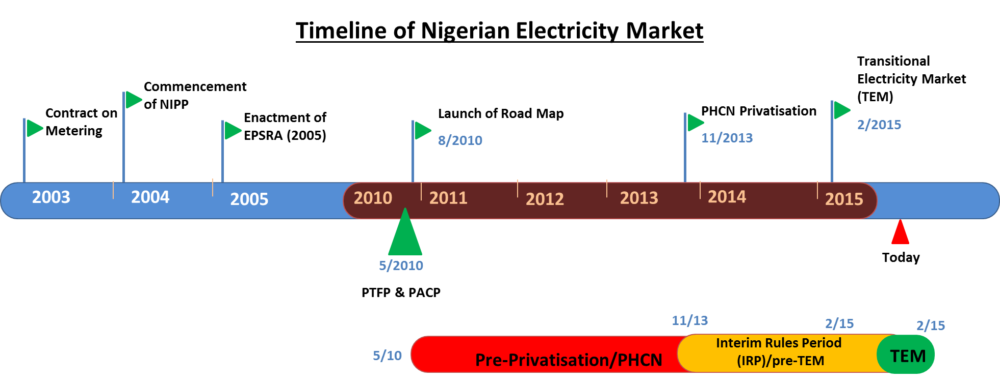 Timeline of Nigerian Electricity Market
Contract on
Metering
Commencement
of NIPP
Enactment of
EPSRA (2005)
Launch of Road Map
8/2010
PHCN Privatisation
11/2013
Transitional
Electricity Market
(TEM)
2/2015
2003
2004
2005
2010
2011
2012
2013
2014
2015
5/2010
PTFP & PACP
Today
5/10
11/13
2/15
2/15
Pre-Privatisation/PHCN
Interim Rules Period
(IRP)/pre-TEM
TEM